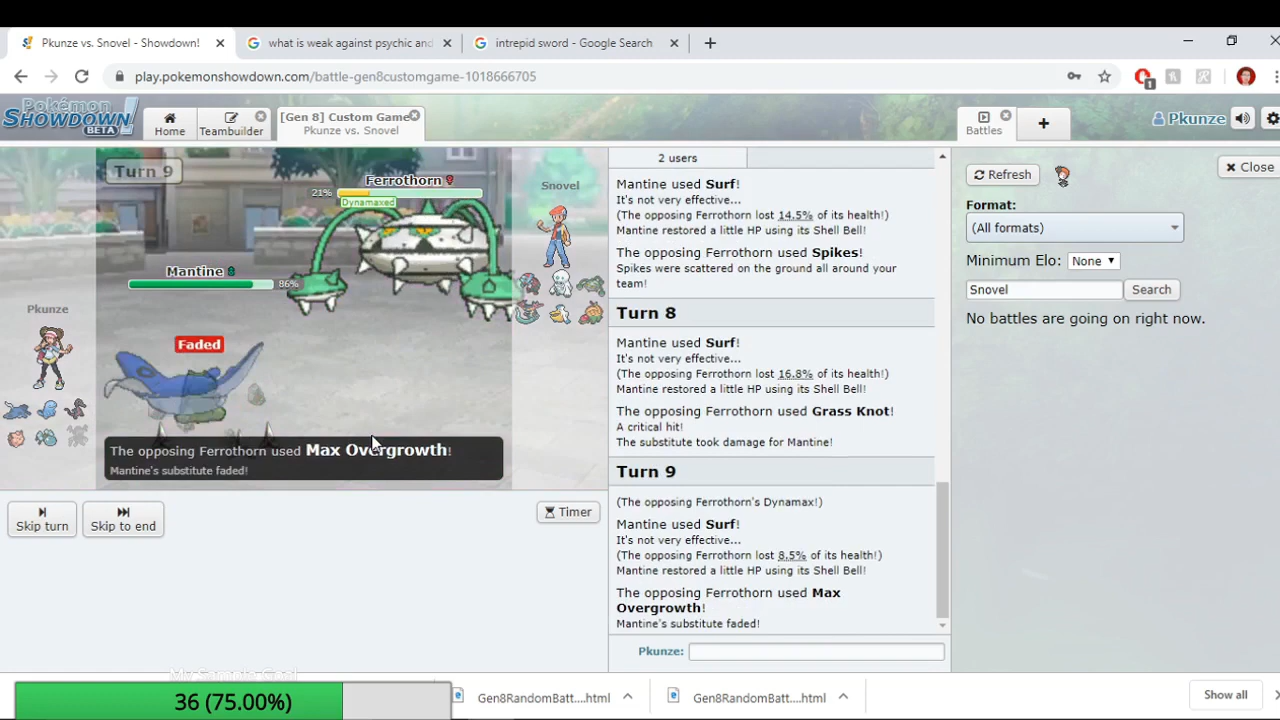 Pkunze vs. Snovel - Showdown!
what is weak against psychic and
intrepid sword - Google Search
play.pokemonshowdown.com/battle-gen8customgame-1018666705
1
Pokémon
SHOWDOWN!
BETA
Home
Teambuilder
[Gen 8] Custom Game
Pkunze vs. Snovel
Battles
Pkunze
Turn 9
Ferrothorn
21%
Dynamaxed
Snovel
Mantine
86%
Pkunze
Faded
The opposing Ferrothorn used Max Overgrowth!
Mantine's substitute faded!
Skip turn
Skip to end
Timer
2 users
Mantine used Surf!
It's not very effective...
(The opposing Ferrothorn lost 14.5% of its health!)
Mantine restored a little HP using its Shell Bell!
The opposing Ferrothorn used Spikes!
Spikes were scattered on the ground all around your
team!
Turn 8
Mantine used Surf!
It's not very effective...
(The opposing Ferrothorn lost 16.8% of its health!)
Mantine restored a little HP using its Shell Bell!
The opposing Ferrothorn used Grass Knot!
A critical hit!
The substitute took damage for Mantine!
Turn 9
(The opposing Ferrothorn's Dynamax!)
Mantine used Surf!
It's not very effective...
(The opposing Ferrothorn lost 8.5% of its health!)
Mantine restored a little HP using its Shell Bell!
The opposing Ferrothorn used Max
Overgrowth!
Mantine's substitute faded!
Pkunze:
Close
Refresh
Format:
(All formats)
Minimum Elo: None
Snovel
Search
No battles are going on right now.
My Sample Goal
36 (75.00%)
Gen8RandomBatt....html
Gen8RandomBatt....html
Show all